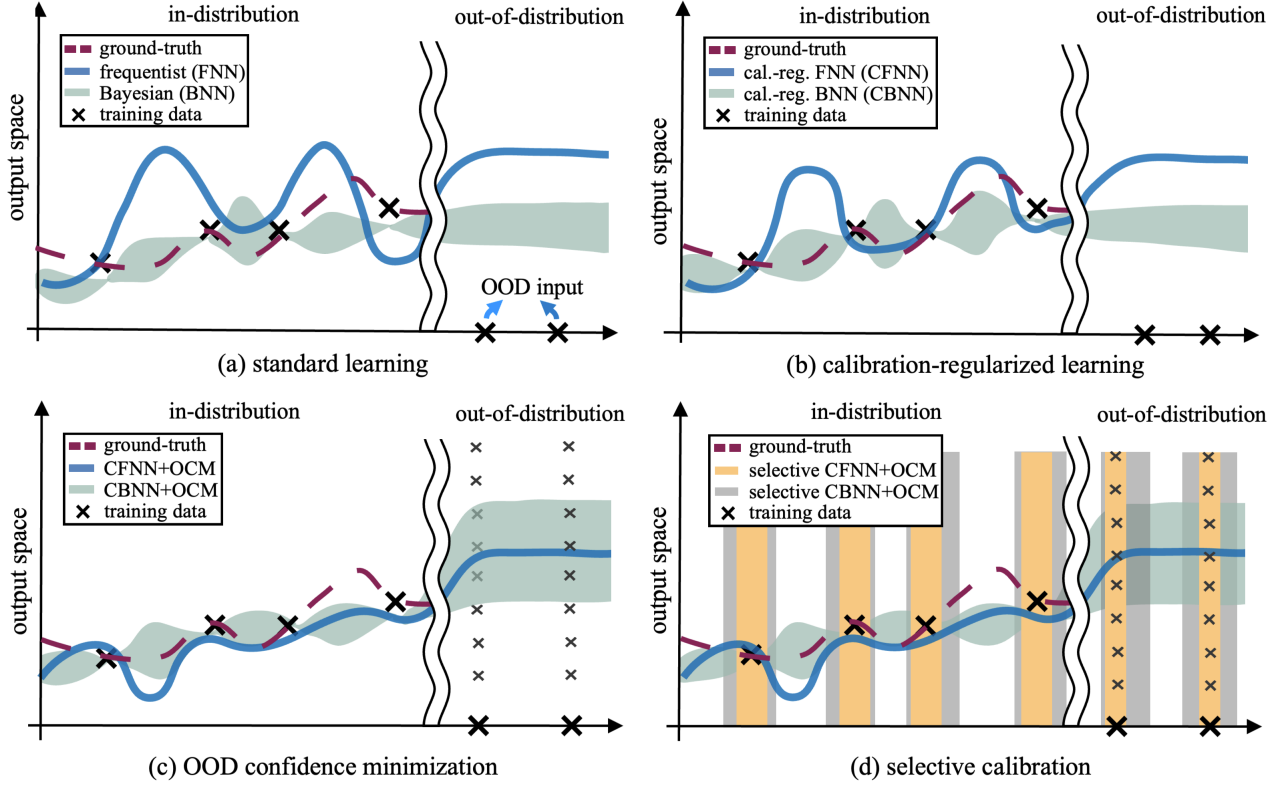 in-distribution
out-of-distribution
ground-truth
frequentist (FNN)
Bayesian (BNN)
training data
output space
OOD input
(a) standard learning
in-distribution
out-of-distribution
ground-truth
cal.-reg. FNN (CFNN)
cal.-reg. BNN (CBNN)
training data
output space
(b) calibration-regularized learning
in-distribution
out-of-distribution
ground-truth
CFNN+OCM
CBNN+OCM
training data
output space
(c) OOD confidence minimization
in-distribution
out-of-distribution
ground-truth
selective CFNN+OCM
selective CBNN+OCM
training data
output space
(d) selective calibration